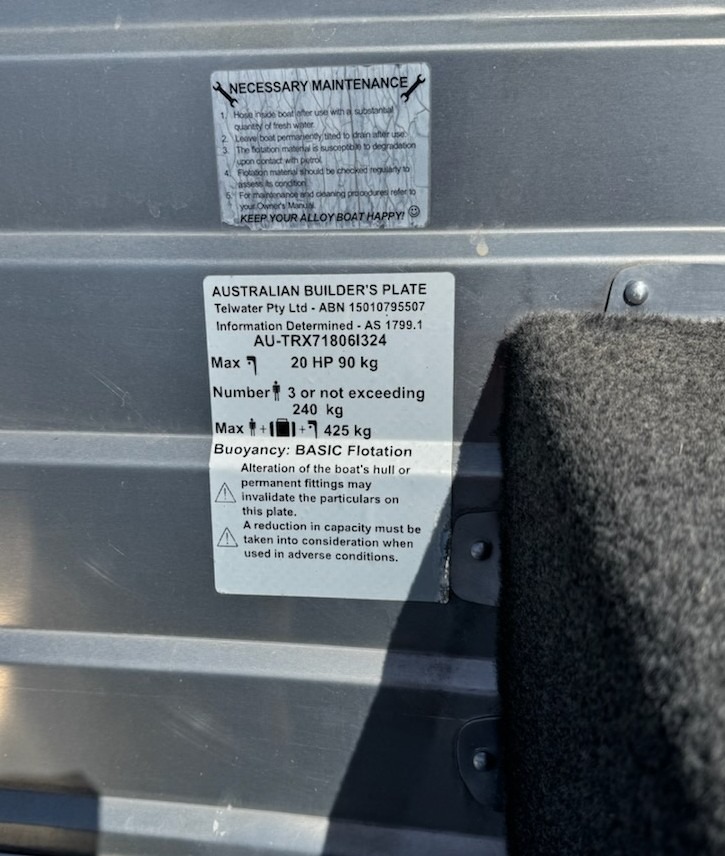 NECESSARY MAINTENANCE
1. Hose inside boat after use with a substantial
quantity of fresh water.
2. Leave boat permanently tilted to drain after use.
3. The flotation material is susceptible to degradation
upon contact with petrol.
4. Flotation material should be checked regularly to
assess its condition.
5. For maintenance and cleaning procedures refer to
your Owner's Manual.
KEEP YOUR ALLOY BOAT HAPPY!
AUSTRALIAN BUILDER'S PLATE
Telwater Pty Ltd - ABN 15010795507
Information Determined - AS 1799.1
AU-TRX71806I324
Max 20 HP 90 kg
Number 3 or not exceeding
240 kg
Max + + 425 kg
Buoyancy: BASIC Flotation
Alteration of the boat's hull or
permanent fittings may
invalidate the particulars on
this plate.
A reduction in capacity must be
taken into consideration when
used in adverse conditions.